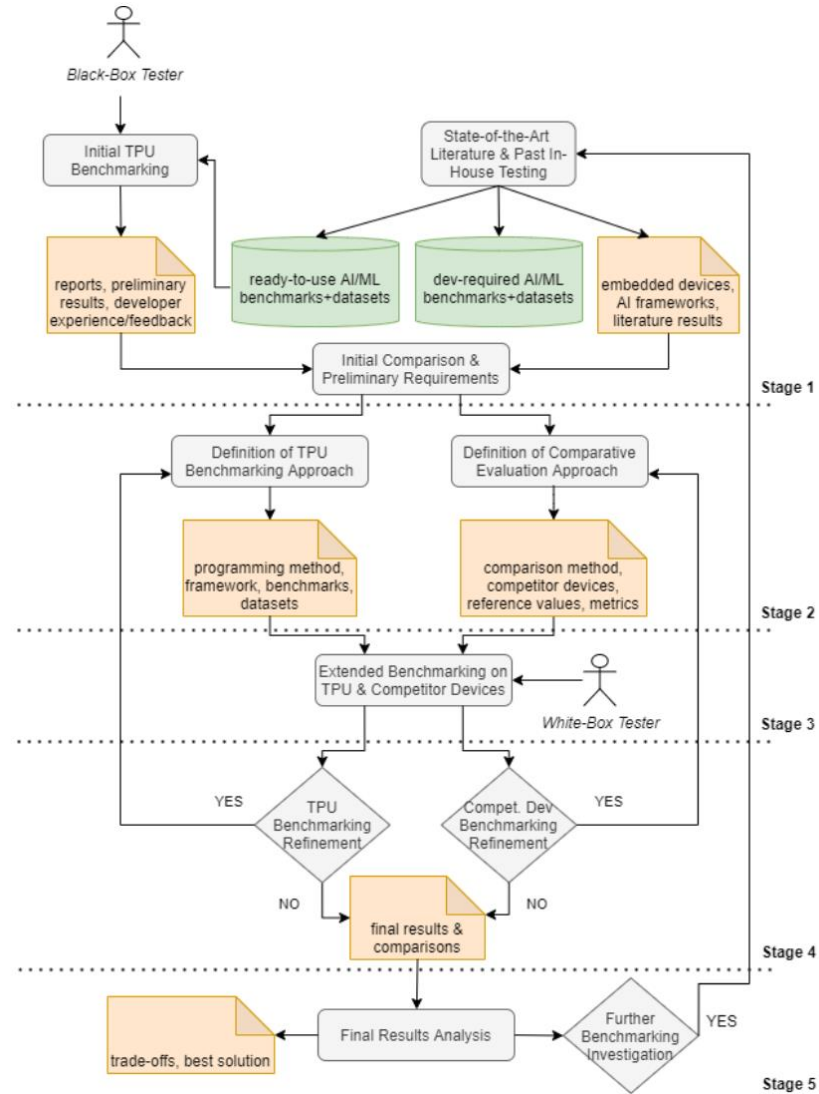 Black-Box Tester
Initial TPU
Benchmarking
State-of-the-Art
Literature & Past In-
House Testing
reports, preliminary
results, developer
experience/feedback
ready-to-use AI/ML
benchmarks+datasets
dev-required AI/ML
benchmarks+datasets
embedded devices,
AI frameworks,
literature results
Initial Comparison &
Preliminary Requirements
Stage 1
Definition of TPU
Benchmarking Approach
Definition of Comparative
Evaluation Approach
programming method,
framework, benchmarks,
datasets
comparison method,
competitor devices,
reference values, metrics
Stage 2
Extended Benchmarking on
TPU & Competitor Devices
White-Box Tester
Stage 3
YES
TPU
Benchmarking
Refinement
Compet. Dev
Benchmarking
Refinement
YES
NO
NO
final results &
comparisons
Stage 4
trade-offs, best solution
Final Results Analysis
Further
Benchmarking
Investigation
YES
Stage 5